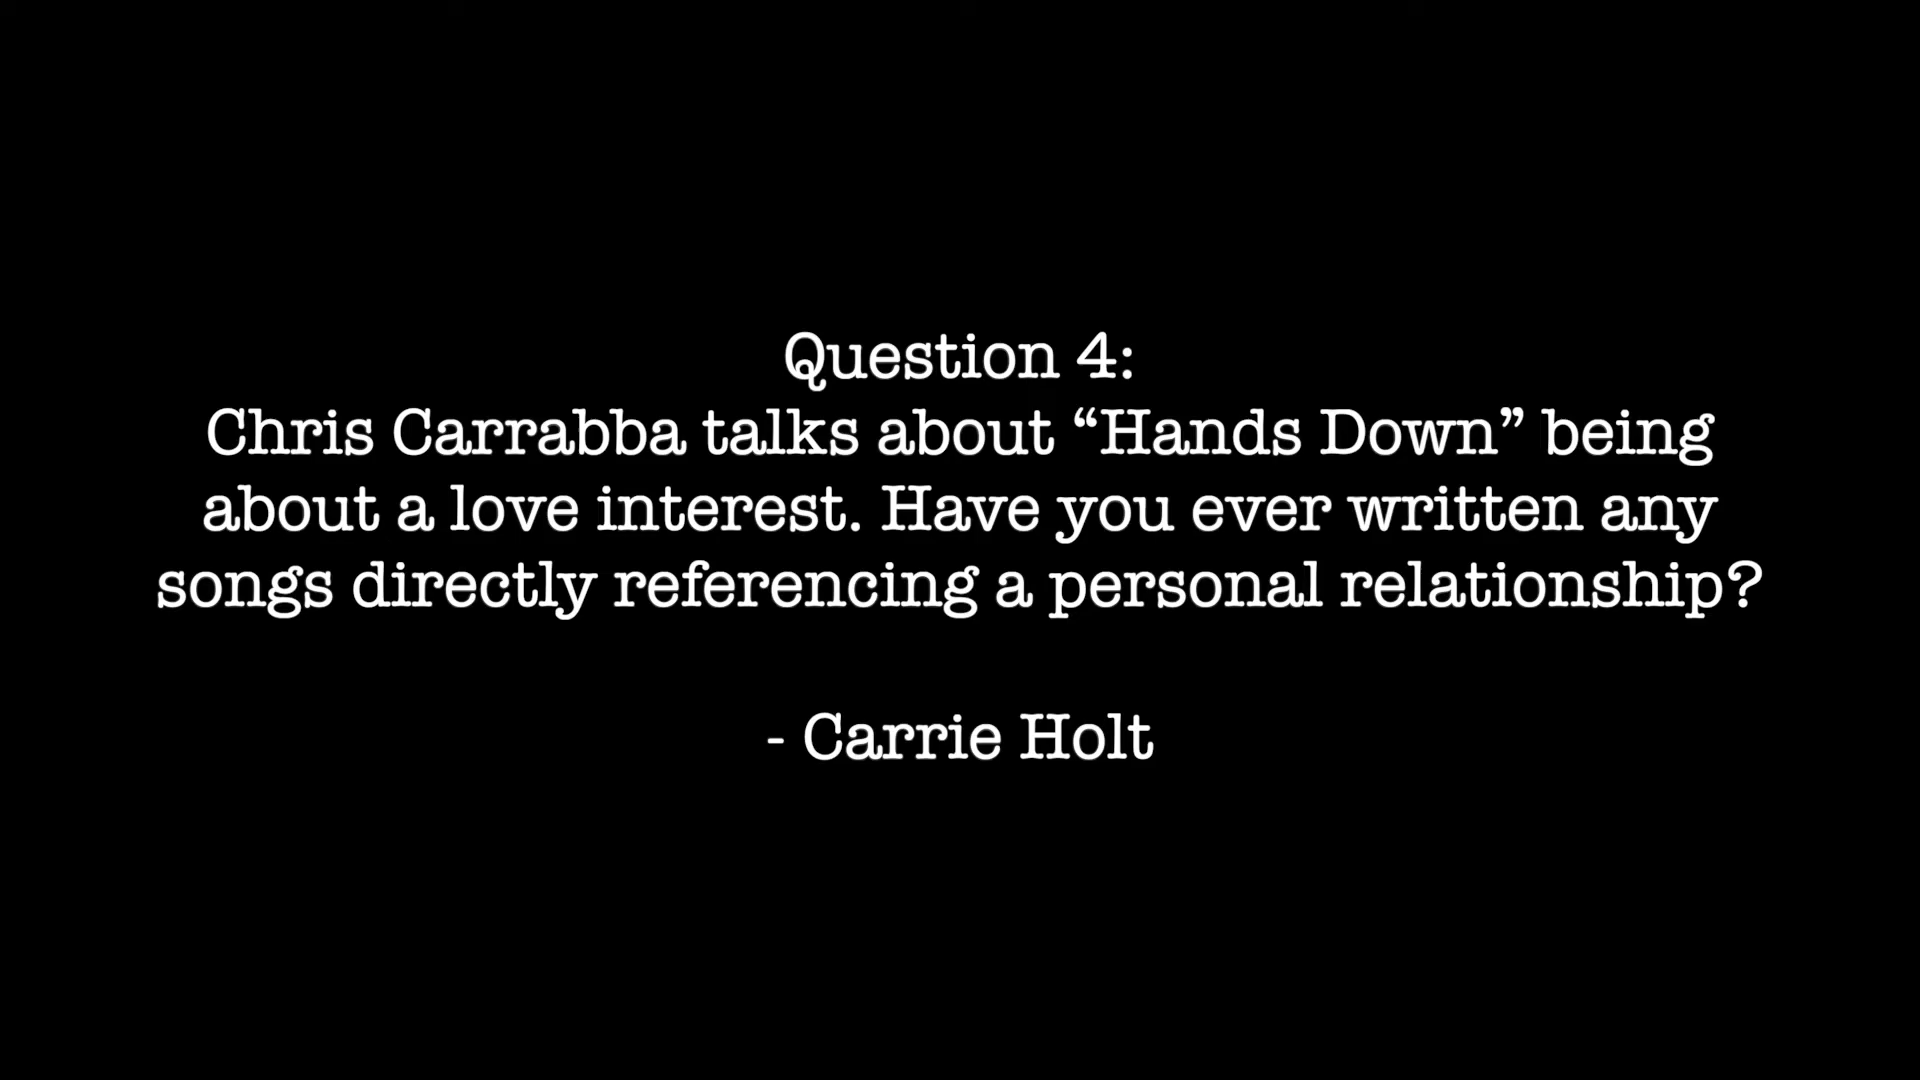 Question 4:
Chris Carrabba talks about “Hands Down” being
about a love interest. Have you ever written any
songs directly referencing a personal relationship?
- Carrie Holt